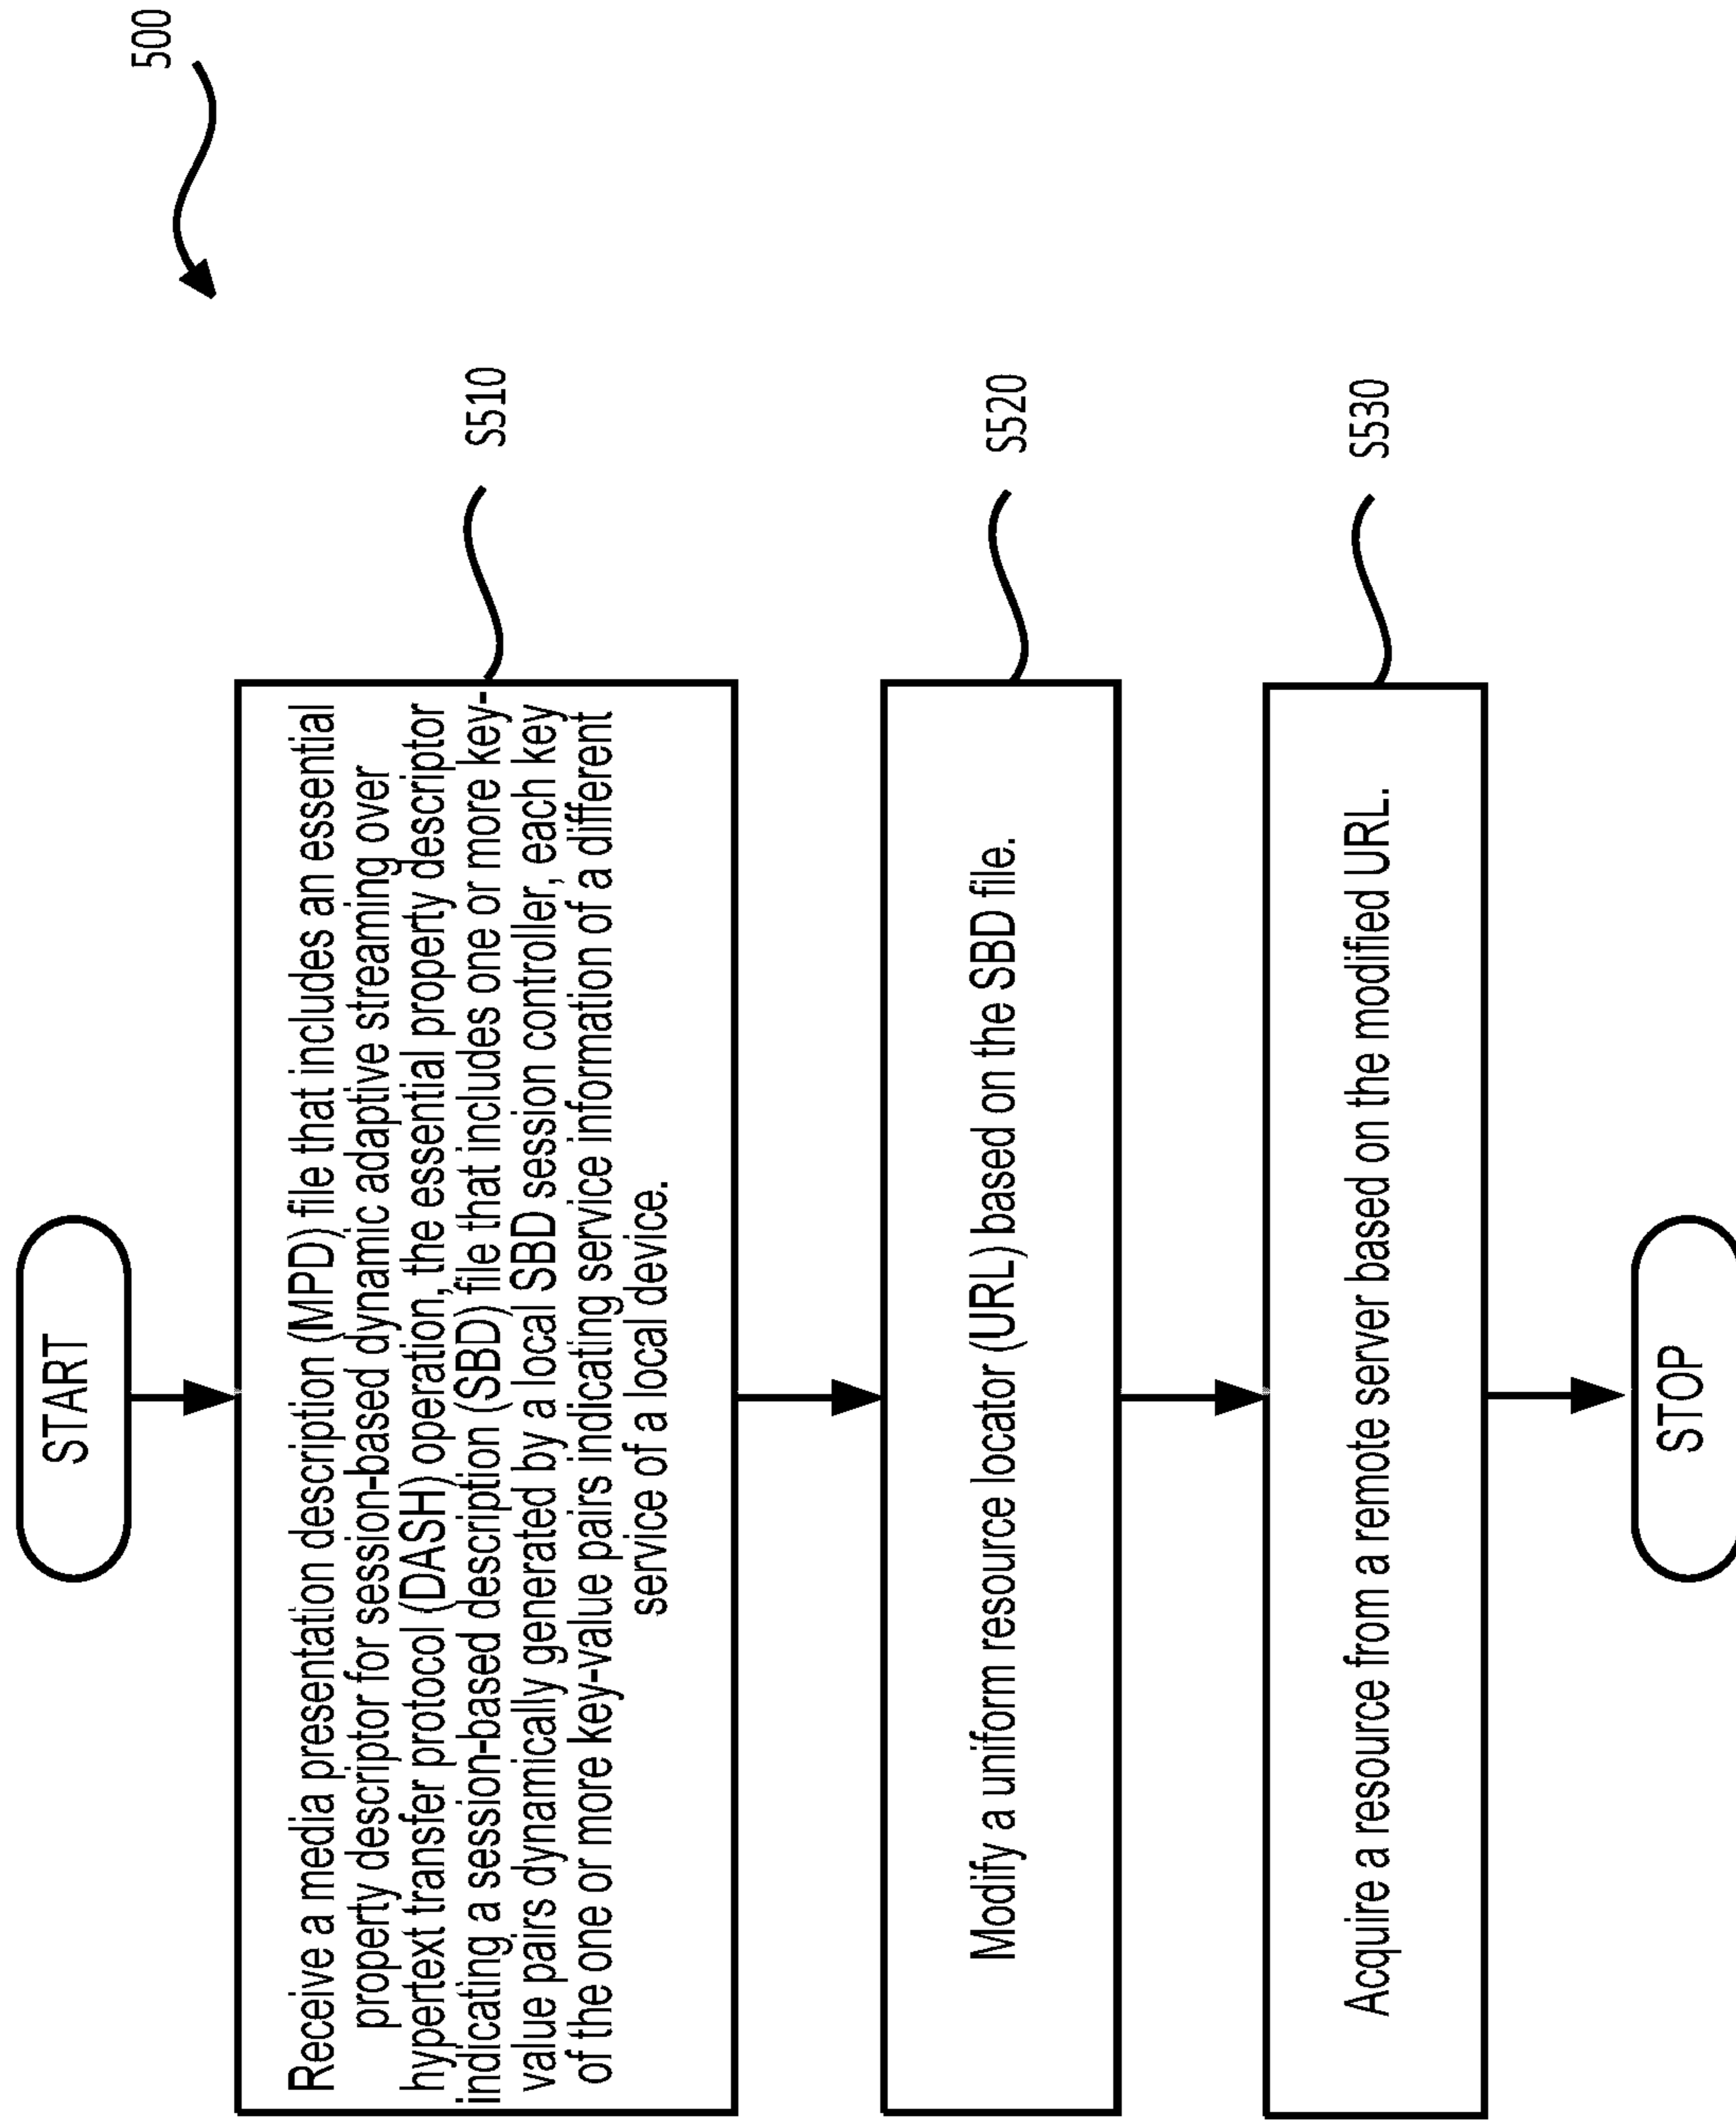 500
START
Receive a media presentation description (MPD) file that includes an essential
property descriptor for session-based dynamic adaptive streaming over
hypertext transfer protocol (DASH) operation, the essential property descriptor
indicating a session-based description (SBD) file that includes one or more key-
value pairs dynamically generated by a local SBD session controller, each key
of the one or more key-value pairs indicating service information of a different
service of a local device.
S510
Modify a uniform resource locator (URL) based on the SBD file.
S520
Acquire a resource from a remote server based on the modified URL.
S530
STOP